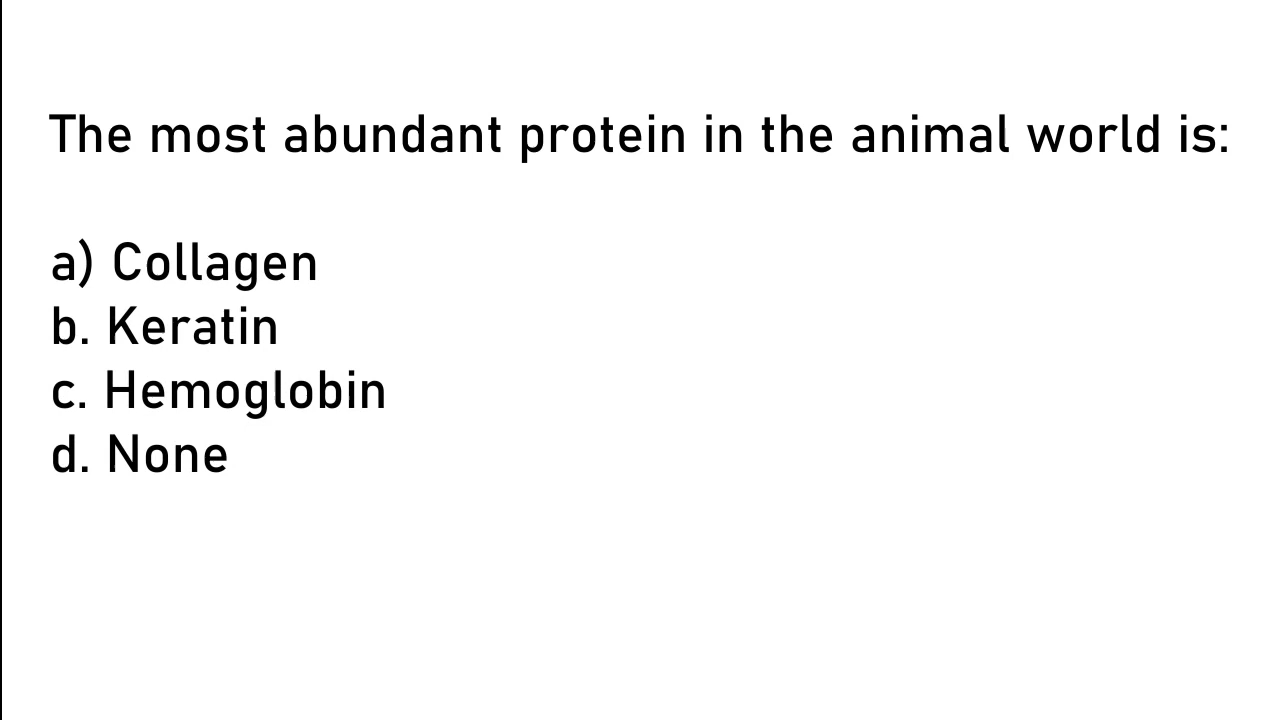 The most abundant protein in the animal world is:
a) Collagen
b. Keratin
c. Hemoglobin
d. None